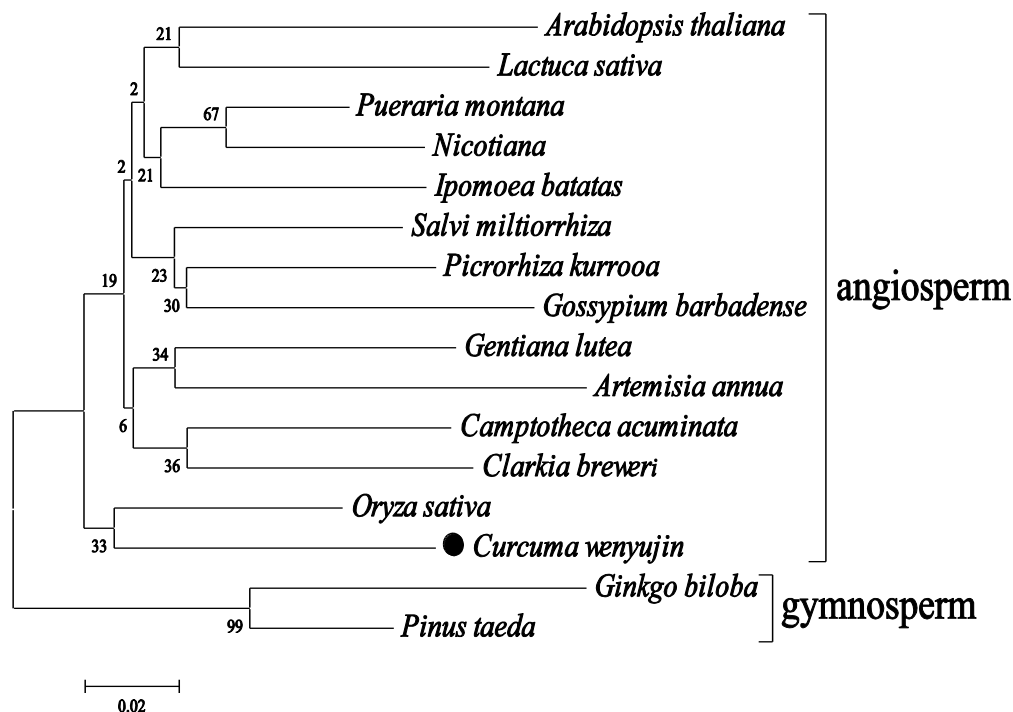 21
Arabidopsis thaliana
Lactuca sativa
2
67
Pueraria montana
Nicotiana
2
21
Ipomoea batatas
Salvi miltiorrhiza
23
Picrorhiza kurrooa
30
Gossypium barbadense
19
angiosperm
34
Gentiana lutea
Artemisia annua
6
Camptotheca acuminata
36
Clarkia breweri
Oryza sativa
33
Curcuma wenyujin
Ginkgo biloba
gymnosperm
99
Pinus taeda
0.02